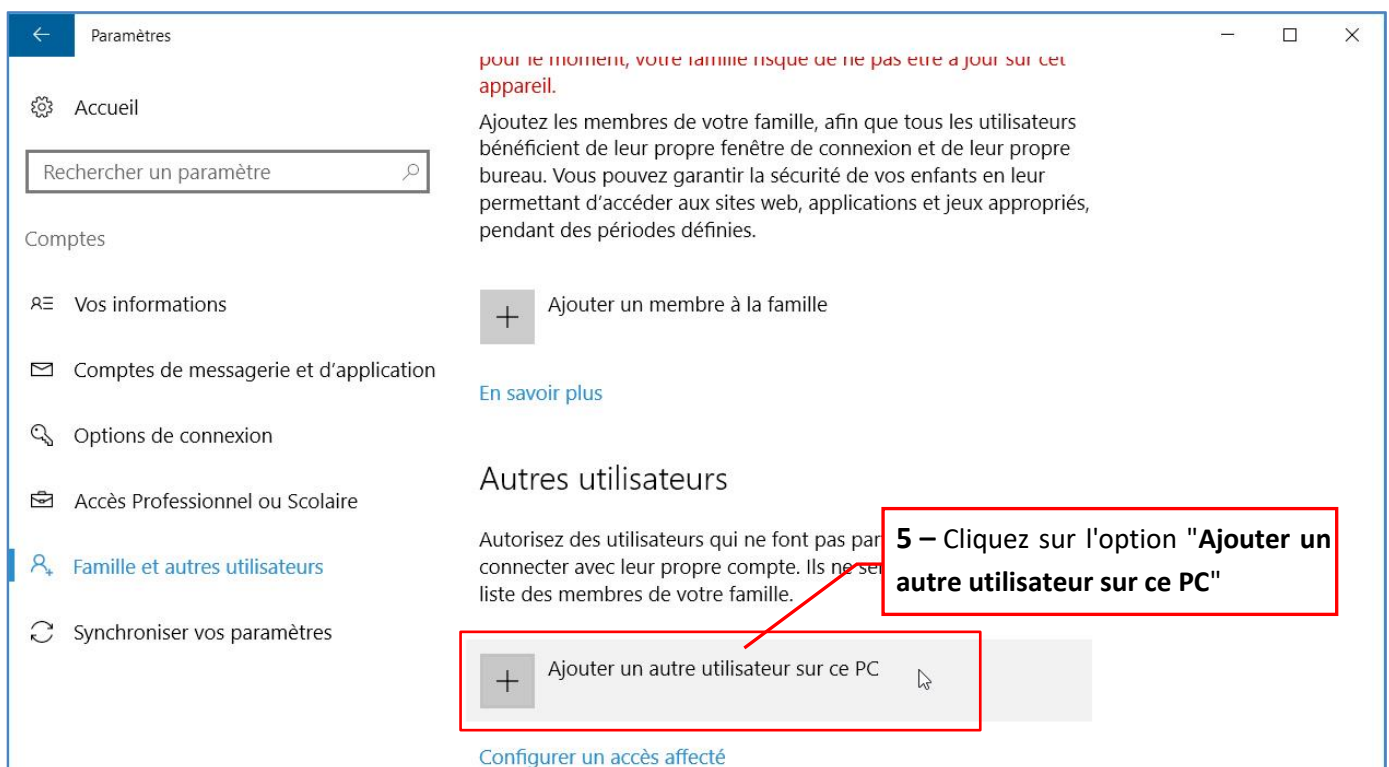 Paramètres
Accueil
Rechercher un paramètre
Comptes
Vos informations
Comptes de messagerie et d'application
Options de connexion
Accès Professionnel ou Scolaire
Famille et autres utilisateurs
Synchroniser vos paramètres
pour le moment, votre famille risque de ne pas être à jour sur cet
appareil.
Ajoutez les membres de votre famille, afin que tous les utilisateurs
bénéficient de leur propre fenêtre de connexion et de leur propre
bureau. Vous pouvez garantir la sécurité de vos enfants en leur
permettant d'accéder aux sites web, applications et jeux appropriés,
pendant des périodes définies.
Ajouter un membre à la famille
En savoir plus
Autres utilisateurs
Autorisez des utilisateurs qui ne font pas par
connecter avec leur propre compte. Ils ne se
liste des membres de votre famille.
5 – Cliquez sur l'option "Ajouter un
autre utilisateur sur ce PC"
Ajouter un autre utilisateur sur ce PC
Configurer un accès affecté